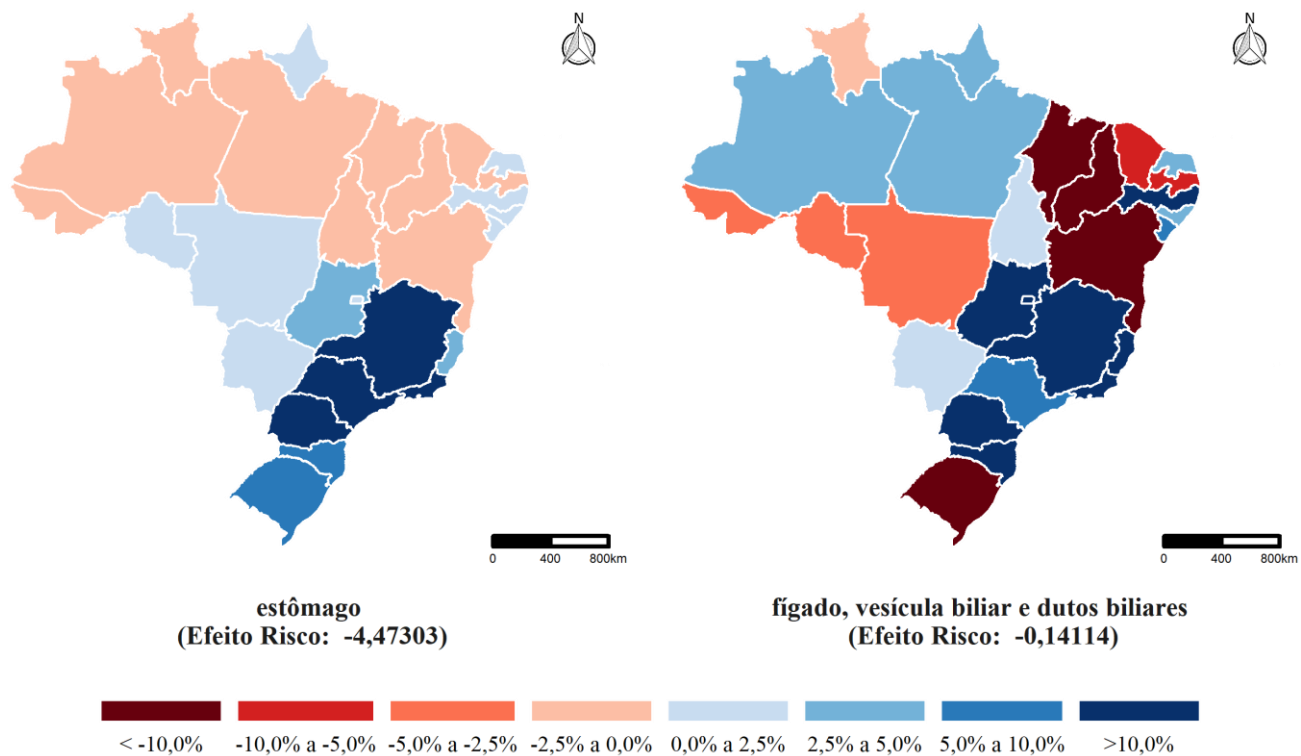 N
N
0 400 800km
0 400 800km
estômago
(Efeito Risco: -4,47303)
fígado, vesícula biliar e dutos biliares
(Efeito Risco: -0,14114)
< -10,0% -10,0% a -5,0% -5,0% a -2,5% -2,5% a 0,0% 0,0% a 2,5% 2,5% a 5,0% 5,0% a 10,0% >10,0%